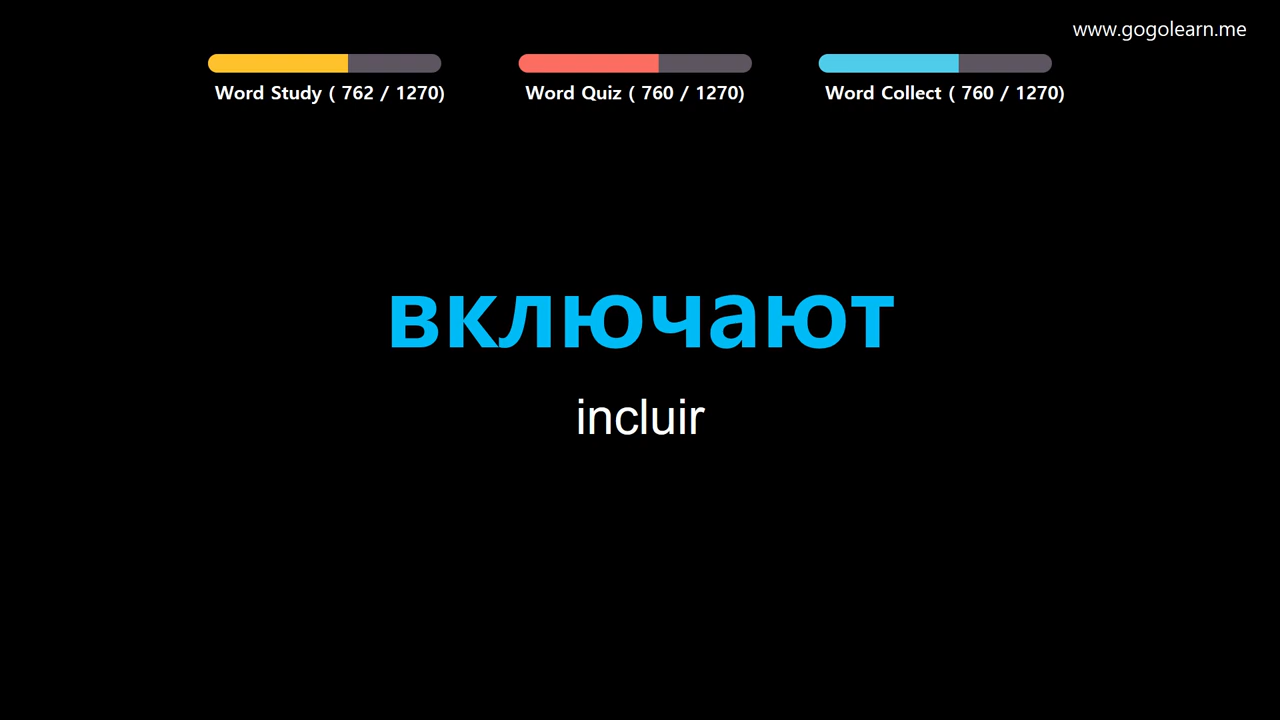 www.gogolearn.me
Word Study ( 762 / 1270)
Word Quiz ( 760 / 1270)
Word Collect ( 760 / 1270)
включают
incluir